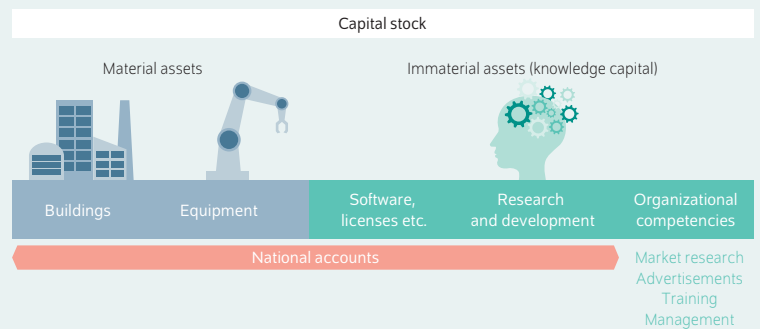 Capital stock
Material assets
Immaterial assets (knowledge capital)
Buildings
Equipment
Software,
licenses etc.
Research
and development
Organizational
competencies
National accounts
Market research
Advertisements
Training
Management